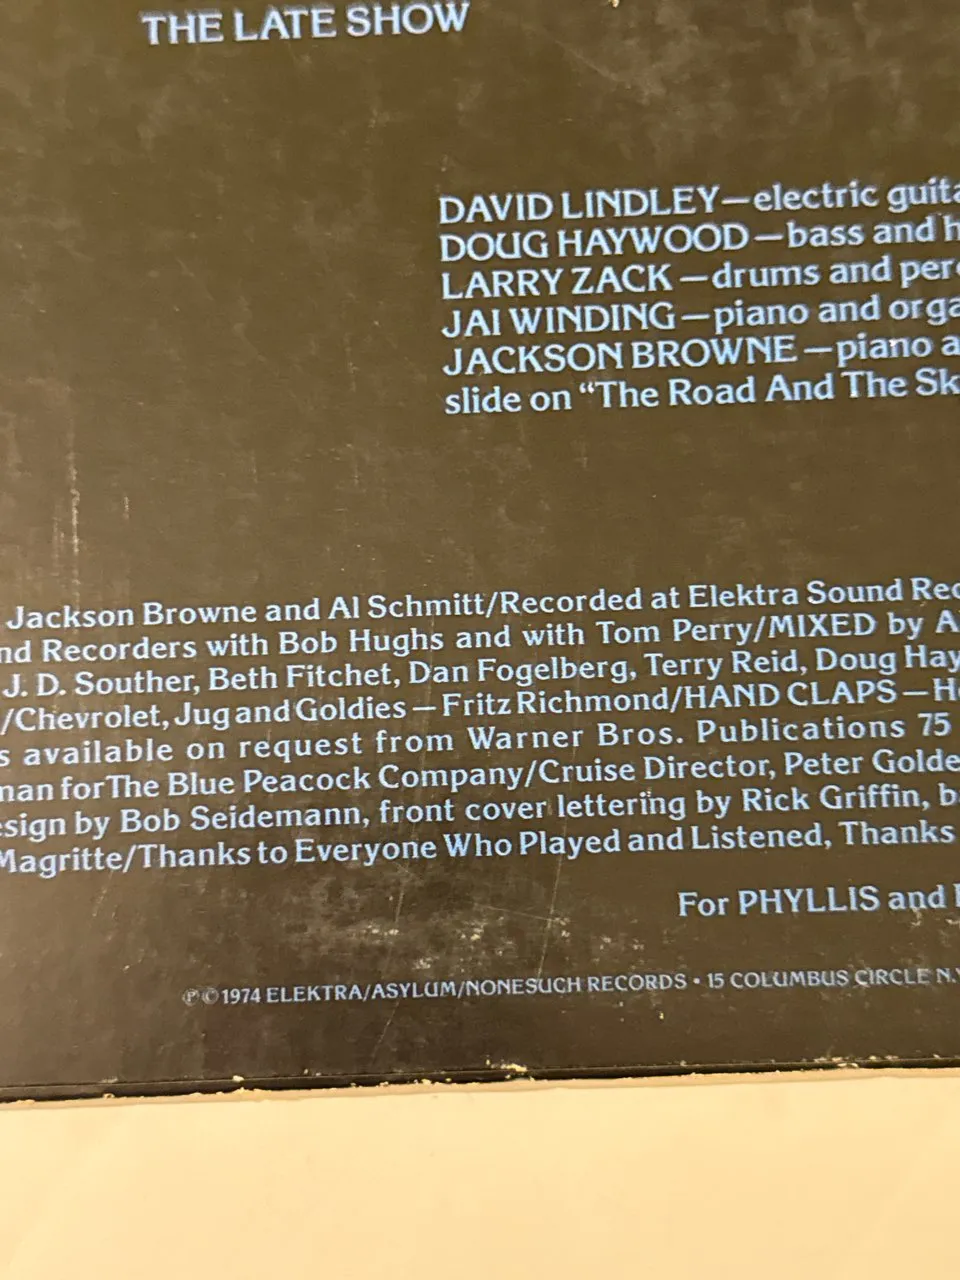 THE LATE SHOW
DAVID LINDLEY—electric guita
DOUG HAYWOOD—bass and h
LARRY ZACK—drums and perc
JAI WINDING—piano and orga
JACKSON BROWNE—piano a
slide on “The Road And The Sk
Jackson Browne and Al Schmitt/Recorded at Elektra Sound Rec
nd Recorders with Bob Hughs and with Tom Perry/MIXED by A
J. D. Souther, Beth Fitchet, Dan Fogelberg, Terry Reid, Doug Hay
/Chevrolet, Jug and Goldies—Fritz Richmond/HAND CLAPS—H
s available on request from Warner Bros. Publications 75
man for The Blue Peacock Company/Cruise Director, Peter Golde
esign by Bob Seidemann, front cover lettering by Rick Griffin, b
Magritte/Thanks to Everyone Who Played and Listened, Thanks
For PHYLLIS and
℗©1974 ELEKTRA/ASYLUM/NONESUCH RECORDS • 15 COLUMBUS CIRCLE N.Y